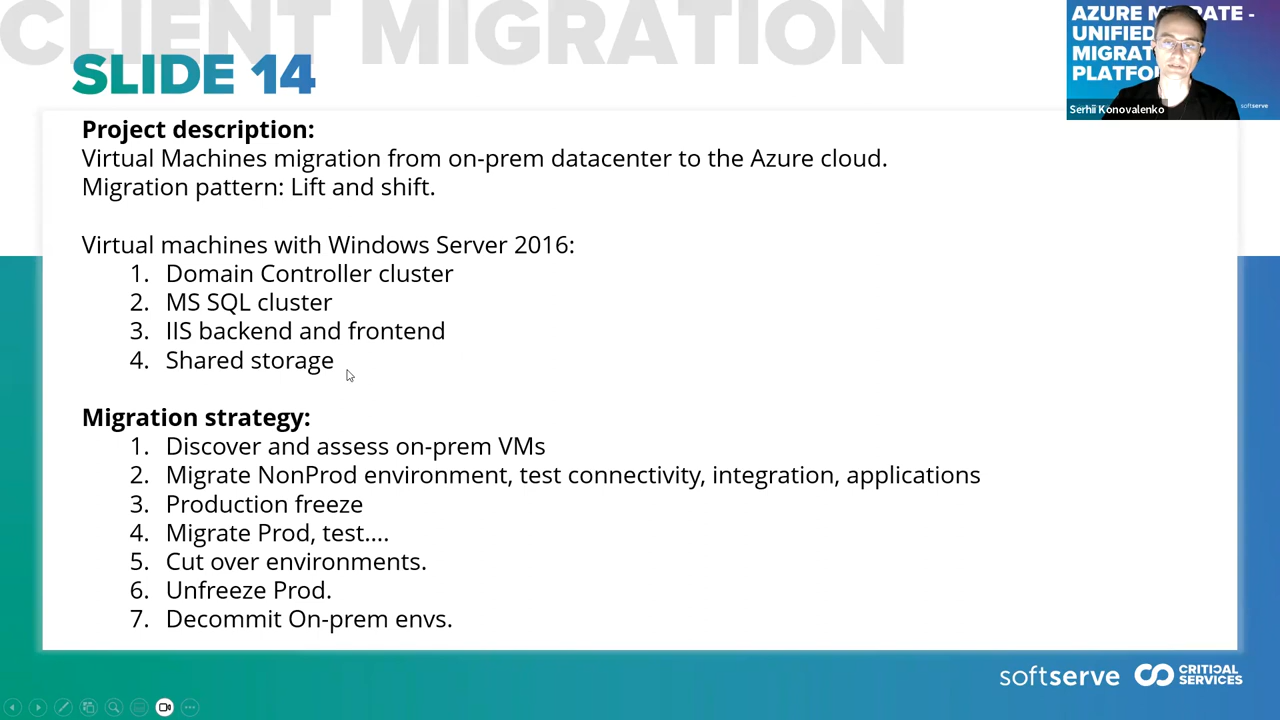 CLIENT MIGRATION
SLIDE 14
AZURE M RATE -
UNIFIED
MIGRAT
PLATFO
Serhii Konovalenko
softserve
Project description:
Virtual Machines migration from on-prem datacenter to the Azure cloud.
Migration pattern: Lift and shift.
Virtual machines with Windows Server 2016:
1. Domain Controller cluster
2. MS SQL cluster
3. IIS backend and frontend
4. Shared storage
Migration strategy:
1. Discover and assess on-prem VMs
2. Migrate NonProd environment, test connectivity, integration, applications
3. Production freeze
4. Migrate Prod, test....
5. Cut over environments.
6. Unfreeze Prod.
7. Decommit On-prem envs.
softserve
CRITICAL
SERVICES